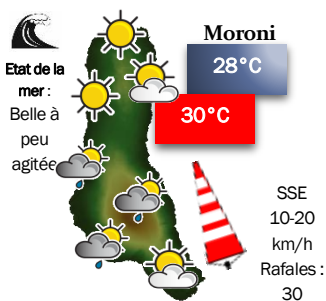 Moroni
28°C
30°C
Etat de la
mer :
Belle à
peu
agitée
SSE
10-20
km/h
Rafales :
30